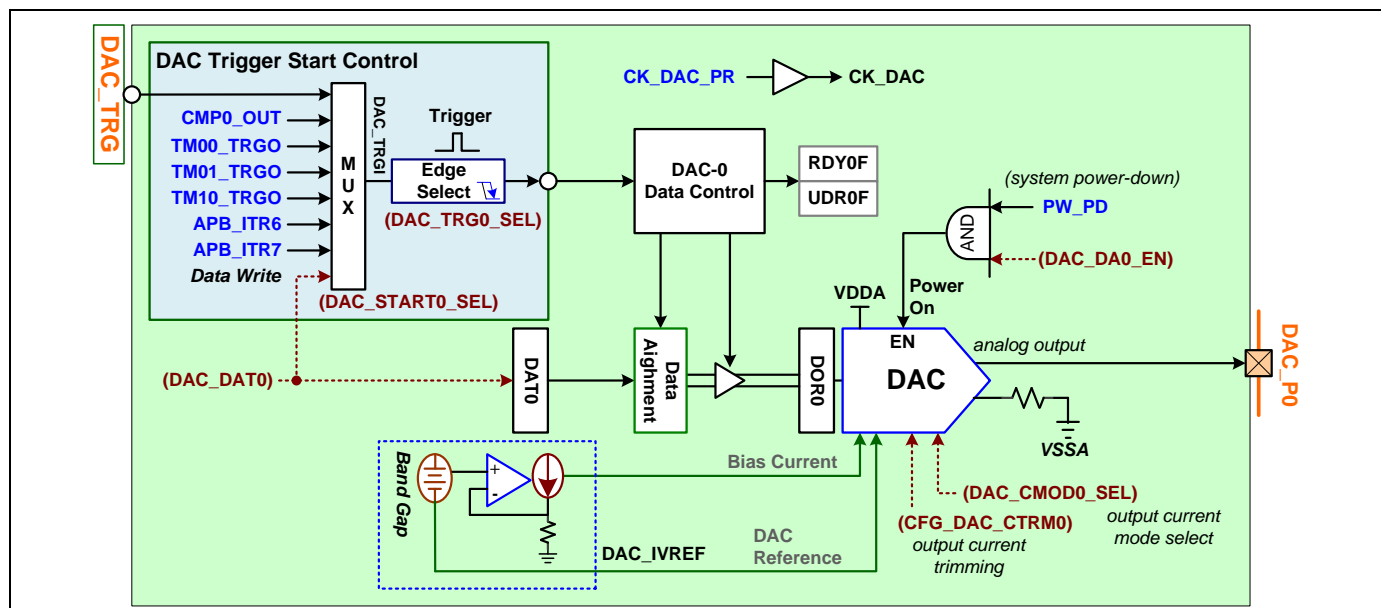 DAC_TRG
DAC Trigger Start Control
CMP0_OUT
TM00_TRGO
TM01_TRGO
TM10_TRGO
APB_ITR6
APB_ITR7
Data Write
MUX
DAC_TRGI
Trigger
Edge
Select
(DAC_TRG0_SEL)
(DAC_START0_SEL)
CK_DAC_PR
CK_DAC
DAC-0
Data Control
RDY0F
UDR0F
(system power-down)
PW_PD
AND
(DAC_DA0_EN)
Power
On
VDDA
EN
DAC
analog output
DAC_P0
VSSA
(DAC_DAT0)
DAT0
Data
Aighment
DOR0
Band Gap
+
-
Bias Current
DAC
Reference
DAC_IVREF
(DAC_CMOD0_SEL)
output current
mode select
(CFG_DAC_CTRM0)
output current
trimming